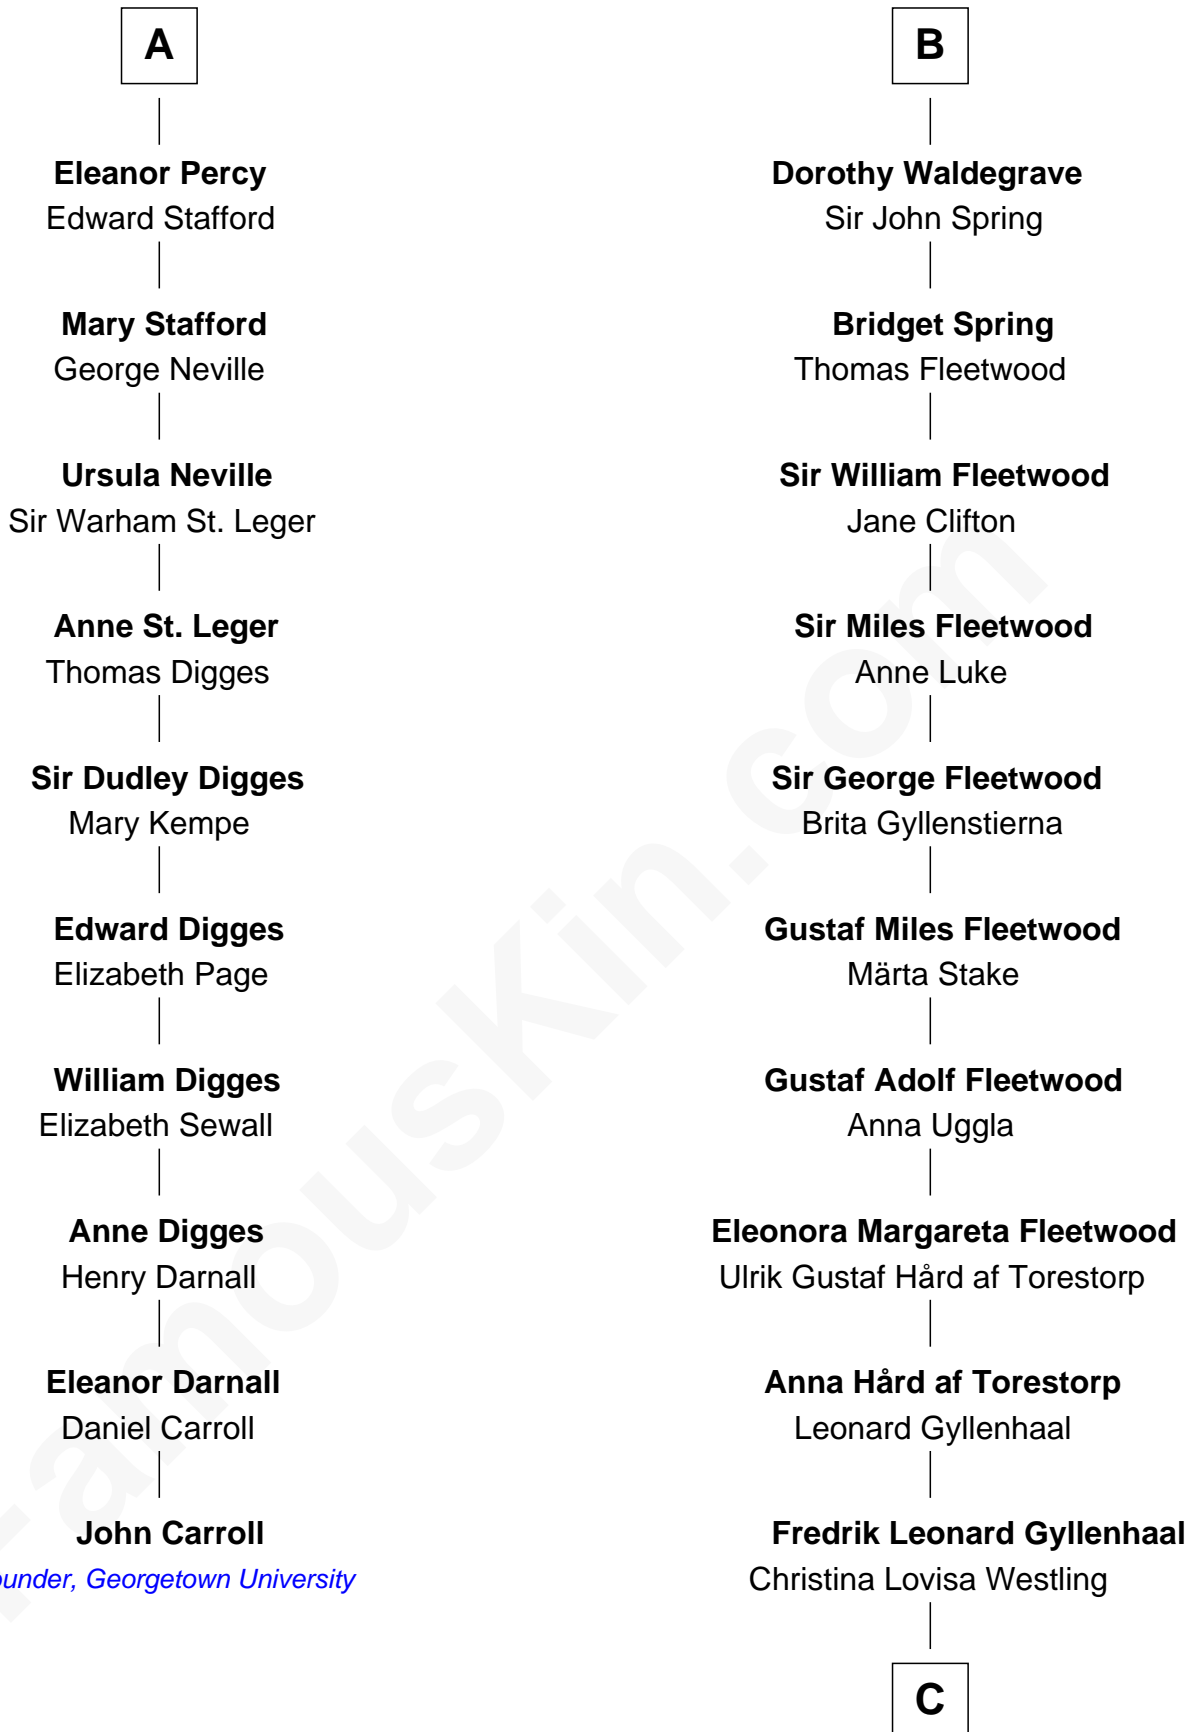 A
Eleanor Percy
Edward Stafford
Mary Stafford
George Neville
Ursula Neville
Sir Warham St. Leger
Anne St. Leger
Thomas Digges
Sir Dudley Digges
Mary Kempe
Edward Digges
Elizabeth Page
William Digges
Elizabeth Sewall
Anne Digges
Henry Darnall
Eleanor Darnall
Daniel Carroll
John Carroll
ounder, Georgetown University
B
Dorothy Waldegrave
Sir John Spring
Bridget Spring
Thomas Fleetwood
Sir William Fleetwood
Jane Clifton
Sir Miles Fleetwood
Anne Luke
Sir George Fleetwood
Brita Gyllenstierna
Gustaf Miles Fleetwood
Märta Stake
Gustaf Adolf Fleetwood
Anna Uggla
Eleonora Margareta Fleetwood
Ulrik Gustaf Hård af Torestorp
Anna Hård af Torestorp
Leonard Gyllenhaal
Fredrik Leonard Gyllenhaal
Christina Lovisa Westling
C
FamousKin.com